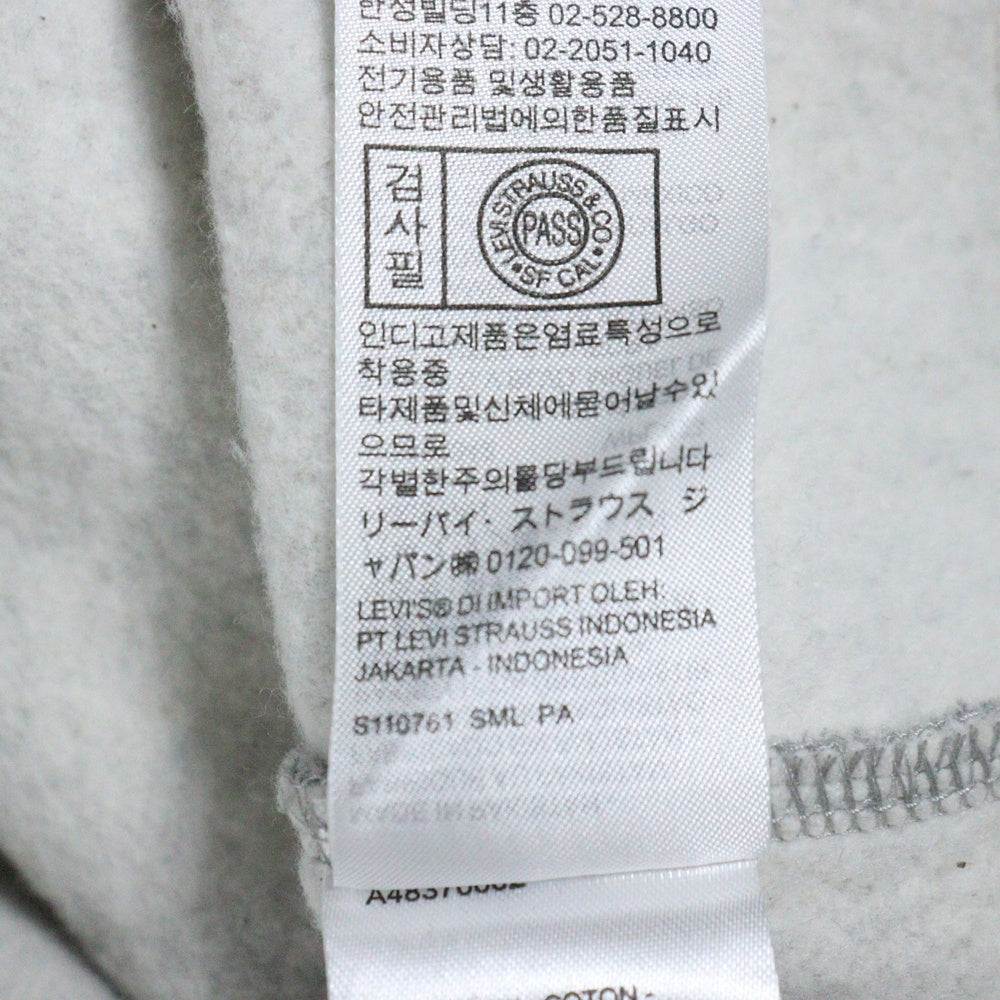 한성빌딩11층 02-528-8800
소비자상담: 02-2051-1040
전기용품 및생활용품
안전관리법에의한품질표시
검
사
필
LEVI STRAUSS & CO
PASS
SF CAL
인디고제품은염료특성으로
착용중
타제품및신체에묻어날수있
으므로
각별한주의를당부드립니다
リーバイ・ストラウス ジ
ャパン㈱ 0120-099-501
LEVI'S® DI IMPORT OLEH:
PT LEVI STRAUSS INDONESIA
JAKARTA - INDONESIA
S110761 SML PA
COTON -